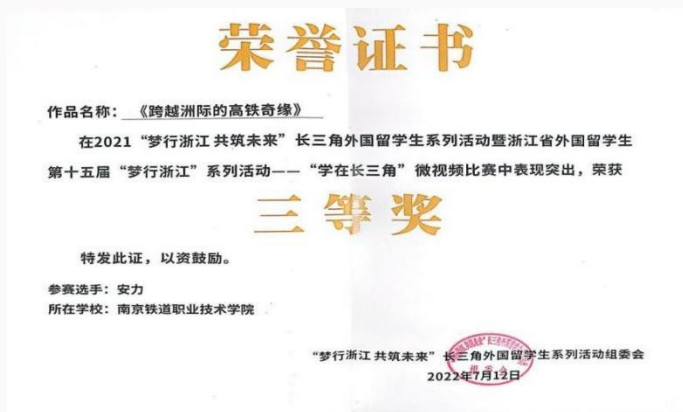 荣誉证书
作品名称：《跨越洲际的高铁奇缘》
在2021“梦行浙江 共筑未来”长三角外国留学生系列活动暨浙江省外国留学生
第十五届“梦行浙江”系列活动——“学在长三角”微视频比赛中表现突出，荣获
三等奖
特发此证，以资鼓励。
参赛选手：安力
所在学校：南京铁道职业技术学院
“梦行浙江 共筑未来”长三角外国留学生系列活动组委会
2022年7月12日